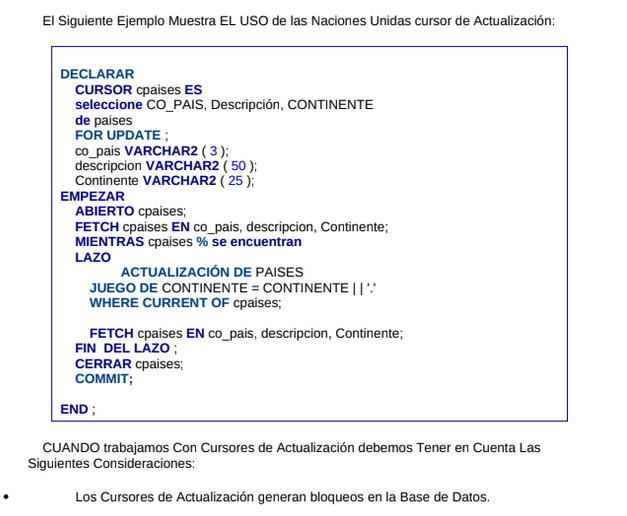 El Siguiente Ejemplo Muestra EL USO de las Naciones Unidas cursor de Actualización:
DECLARAR
CURSOR cpaises ES
seleccione CO_PAIS, Descripción, CONTINENTE
de paises
FOR UPDATE ;
co_pais VARCHAR2 ( 3 );
descripcion VARCHAR2 ( 50 );
Continente VARCHAR2 ( 25 );
EMPEZAR
ABIERTO cpaises;
FETCH cpaises EN co_pais, descripcion, Continente;
MIENTRAS cpaises % se encuentran
LAZO
ACTUALIZACIÓN DE PAISES
JUEGO DE CONTINENTE = CONTINENTE | | '.'
WHERE CURRENT OF cpaises;
FETCH cpaises EN co_pais, descripcion, Continente;
FIN DEL LAZO ;
CERRAR cpaises;
COMMIT;
END ;
CUANDO trabajamos Con Cursores de Actualización debemos Tener en Cuenta Las
Siguientes Consideraciones:
• Los Cursores de Actualización generan bloqueos en la Base de Datos.